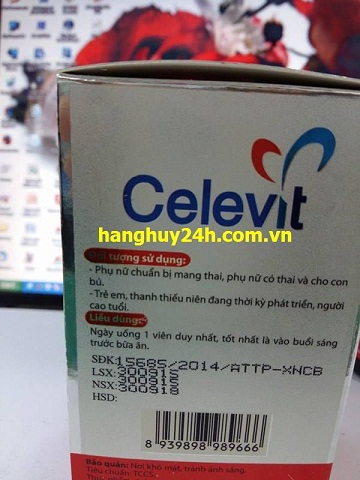 Celevit
hanghuy24h.com.vn
Đối tượng sử dụng:
- Phụ nữ chuẩn bị mang thai, phụ nữ có thai và cho con
bú.
- Trẻ em, thanh thiếu niên đang thời kỳ phát triển, người
cao tuổi.
Liều dùng:
Ngày uống 1 viên duy nhất, tốt nhất là vào buổi sáng
trước bữa ăn.
SĐK: 15685/2014/ATTP-XNCB
LSX: 300915
NSX: 300915
HSD: 300918
8 939898 989666
Bảo quản: Nơi khô mát, tránh ánh sáng.
Tiêu chuẩn: TCCS